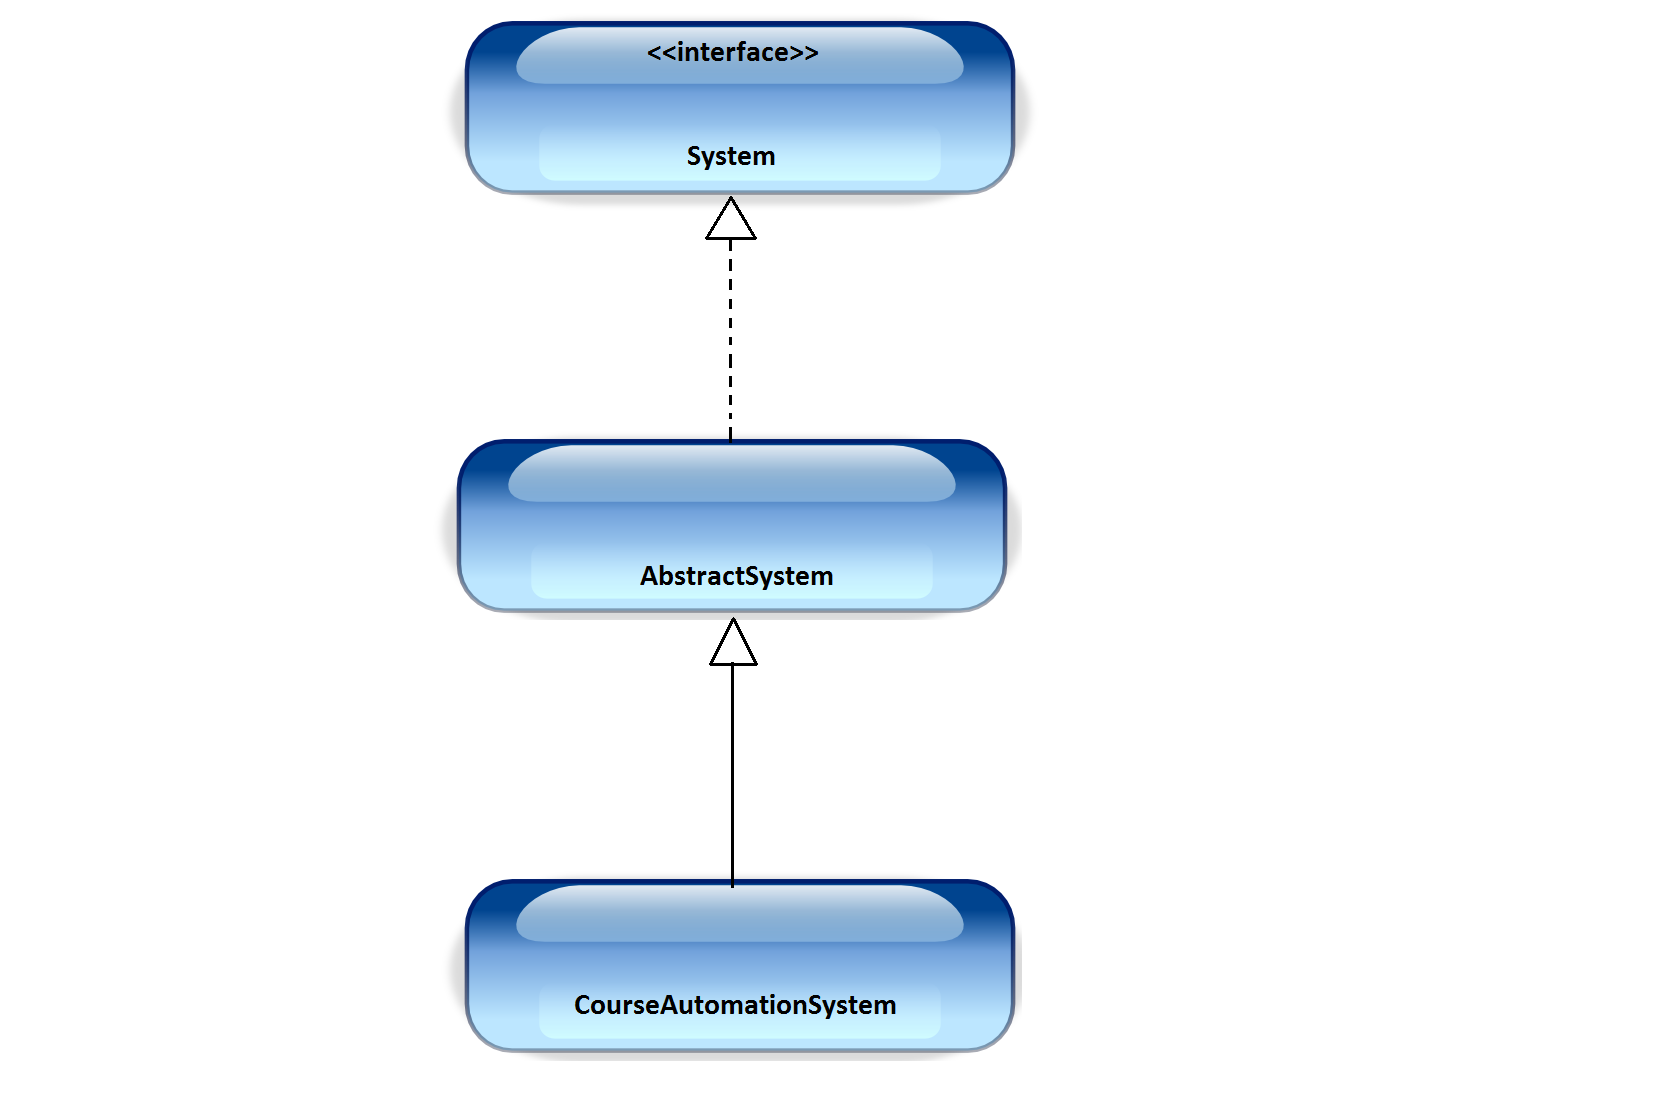 <<interface>>
System
AbstractSystem
CourseAutomationSystem